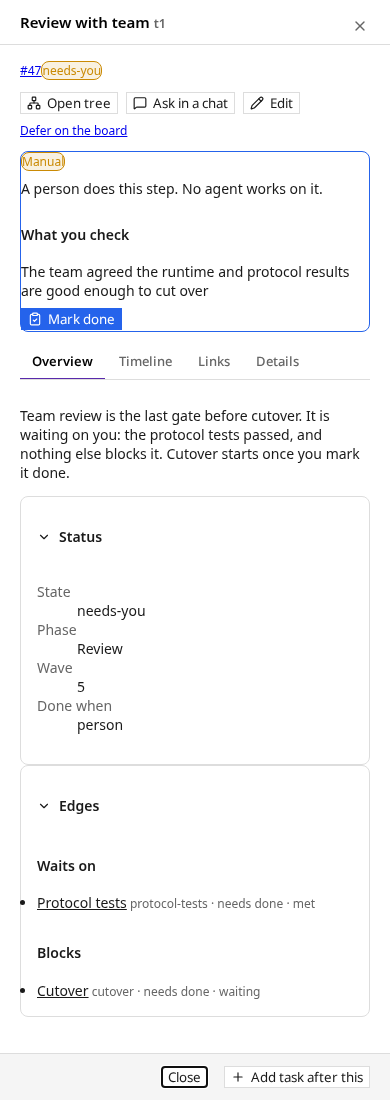 Review with team t1
#47 needs-you
Open tree Ask in a chat Edit
Defer on the board
Manual
A person does this step. No agent works on it.
What you check
The team agreed the runtime and protocol results
are good enough to cut over
Mark done
Overview Timeline Links Details
Team review is the last gate before cutover. It is
waiting on you: the protocol tests passed, and
nothing else blocks it. Cutover starts once you mark
it done.
Status
State
needs-you
Phase
Review
Wave
5
Done when
person
Edges
Waits on
Protocol tests protocol-tests · needs done · met
Blocks
Cutover cutover · needs done · waiting
Close Add task after this